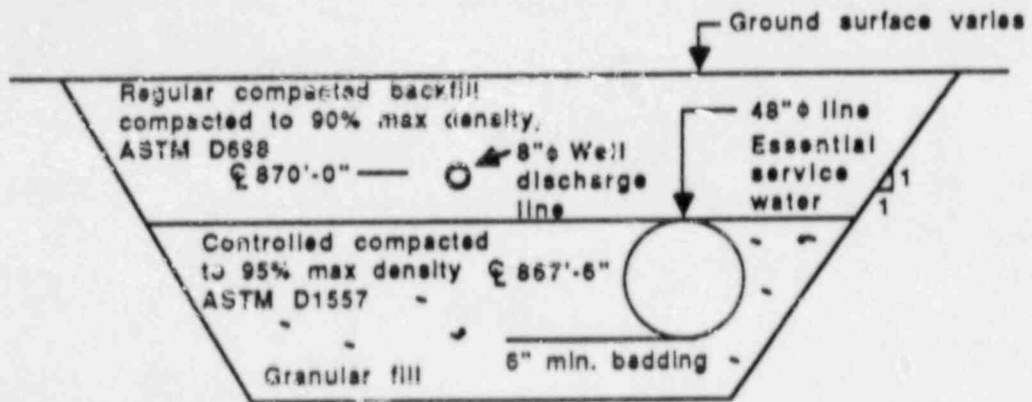 Ground surface varies
Regular compacted backfill
compacted to 90% max density,
ASTM D698
℄ 870'-0"
8"ø Well
discharge
line
48"ø line
Essential
service
water
1
1
Controlled compacted
to 95% max density
ASTM D1557
℄ 867'-6"
6" min. bedding
Granular fill